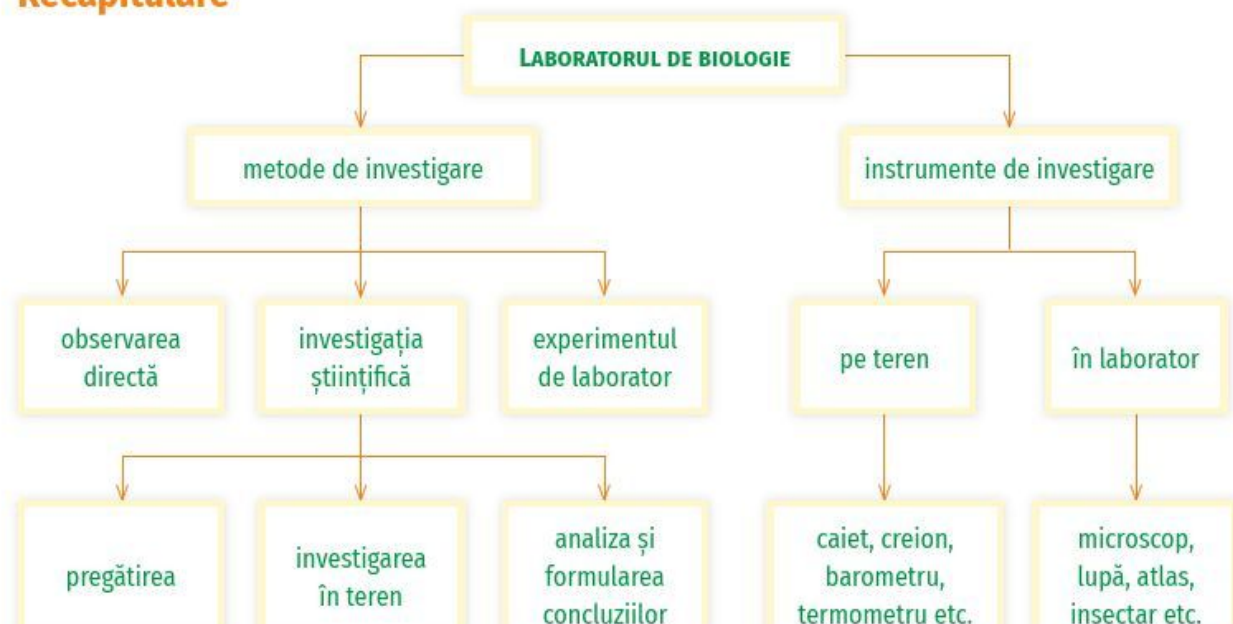 Recapitulare
LABORATORUL DE BIOLOGIE
metode de investigare
instrumente de investigare
observarea
directă
investigația
științifică
experimentul
de laborator
pe teren
în laborator
pregătirea
investigarea
în teren
analiza și
formularea
concluziilor
caiet, creion,
barometru,
termometru etc.
microscop,
lupă, atlas,
insectar etc.